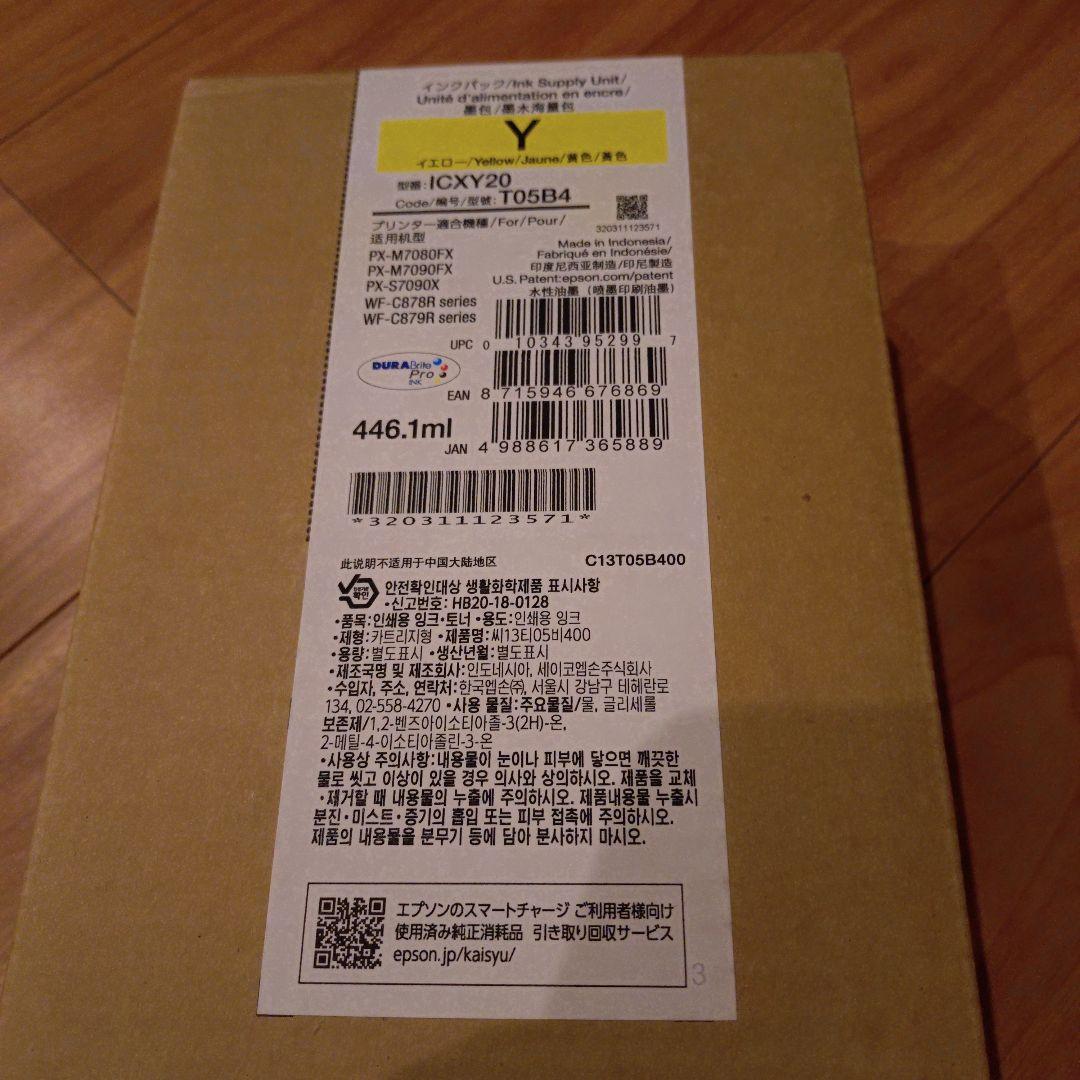 インクパック/Ink Supply Unit/
Unité d'alimentation en encre/
墨包/墨水海量包
Y
イエロー/Yellow/Jaune/黄色/黃色
型番:ICXY20
Code/编号/型號:T05B4
プリンター適合機種/For/Pour/
适用机型
PX-M7080FX
PX-M7090FX
PX-S7090X
WF-C878R series
WF-C879R series
320311123571
Made in Indonesia/
Fabriqué en Indonésie/
印度尼西亚制造/印尼製造
U.S. Patent:epson.com/patent
水性油墨（喷墨印刷油墨）
UPC 0 10343 95299 7
DURABrite
Pro
INK
EAN 8 715946 676869
446.1ml
JAN 4 988617 365889
*320311123571*
此说明不适用于中国大陆地区 C13T05B400
확인
안전확인대상 생활화학제품 표시사항
•신고번호: HB20-18-0128
•품목:인쇄용 잉크•토너 •용도:인쇄용 잉크
•제형:카트리지형 •제품명:씨13티05비400
•용량:별도표시 •생산년월:별도표시
•제조국명 및 제조회사:인도네시아, 세이코엡손주식회사
•수입자, 주소, 연락처:한국엡손㈜, 서울시 강남구 테헤란로
134, 02-558-4270 •사용 물질:주요물질/물, 글리세롤
보존제/1,2-벤즈아이소티아졸-3(2H)-온,
2-메틸-4-이소티아졸린-3-온
•사용상 주의사항:내용물이 눈이나 피부에 닿으면 깨끗한
물로 씻고 이상이 있을 경우 의사와 상의하시오. 제품을 교체
•제거할 때 내용물의 누출에 주의하시오. 제품내용물 누출시
분진•미스트•증기의 흡입 또는 피부 접촉에 주의하시오.
제품의 내용물을 분무기 등에 담아 분사하지 마시오.
エプソンのスマートチャージ ご利用者様向け
使用済み純正消耗品 引き取り回収サービス
epson.jp/kaisyu/
3